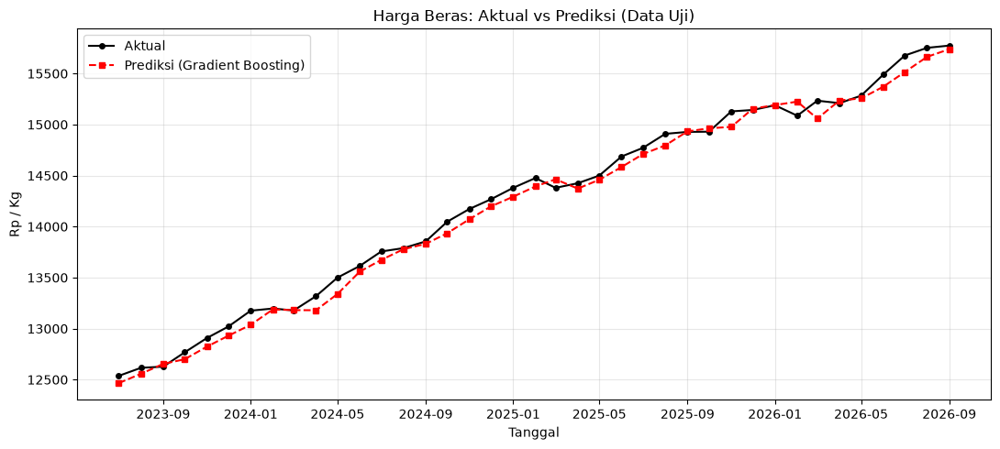 Harga Beras: Aktual vs Prediksi (Data Uji)
Aktual
Prediksi (Gradient Boosting)
Rp / Kg
15500
15000
14500
14000
13500
13000
12500
2023-09 2024-01 2024-05 2024-09 2025-01 2025-05 2025-09 2026-01 2026-05 2026-09
Tanggal